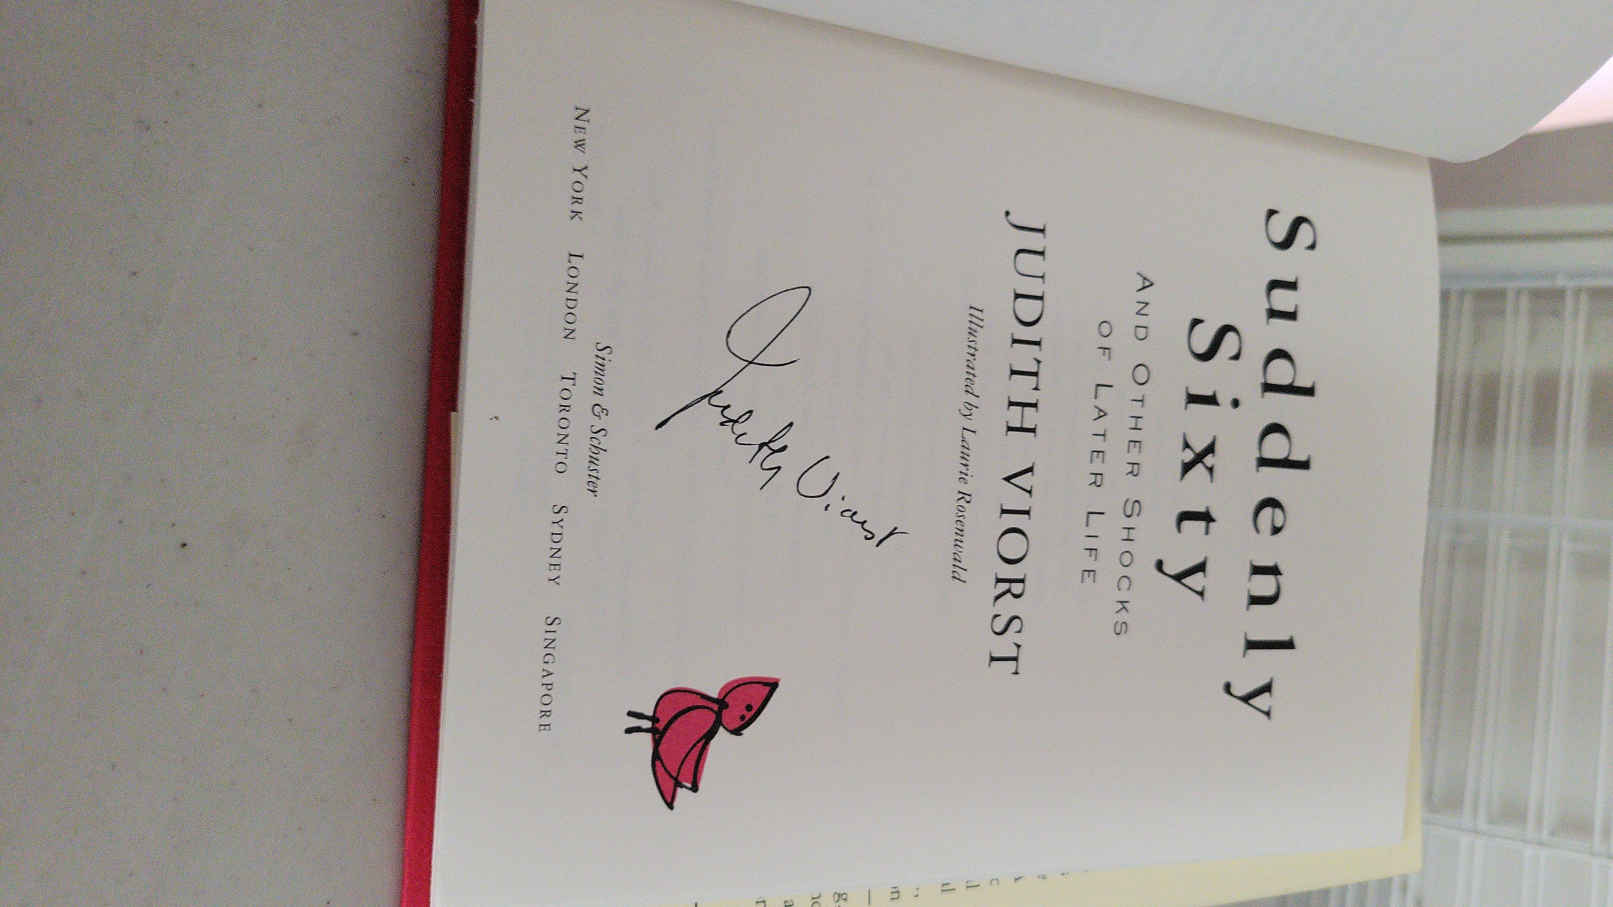 Suddenly
Sixty
AND OTHER SHOCKS
OF LATER LIFE
JUDITH VIORST
Illustrated by Laurie Rosenwald
Judith Viorst
Simon & Schuster
NEW YORK LONDON TORONTO SYDNEY SINGAPORE